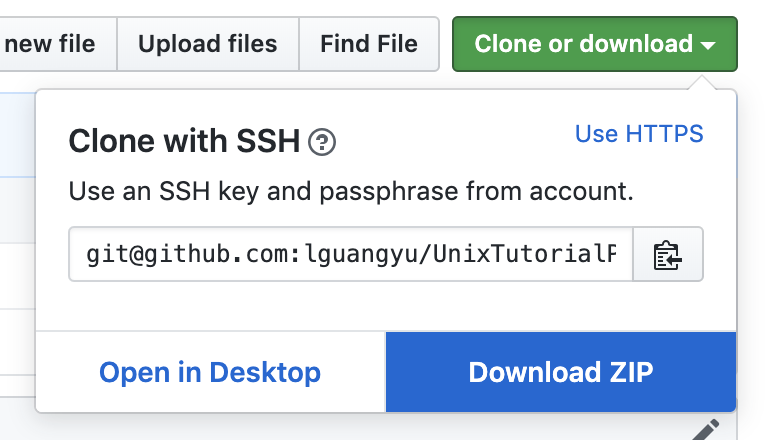 new file
Upload files
Find File
Clone or download
Clone with SSH
Use HTTPS
Use an SSH key and passphrase from account.
git@github.com:lguangyu/UnixTutorialP
Open in Desktop
Download ZIP